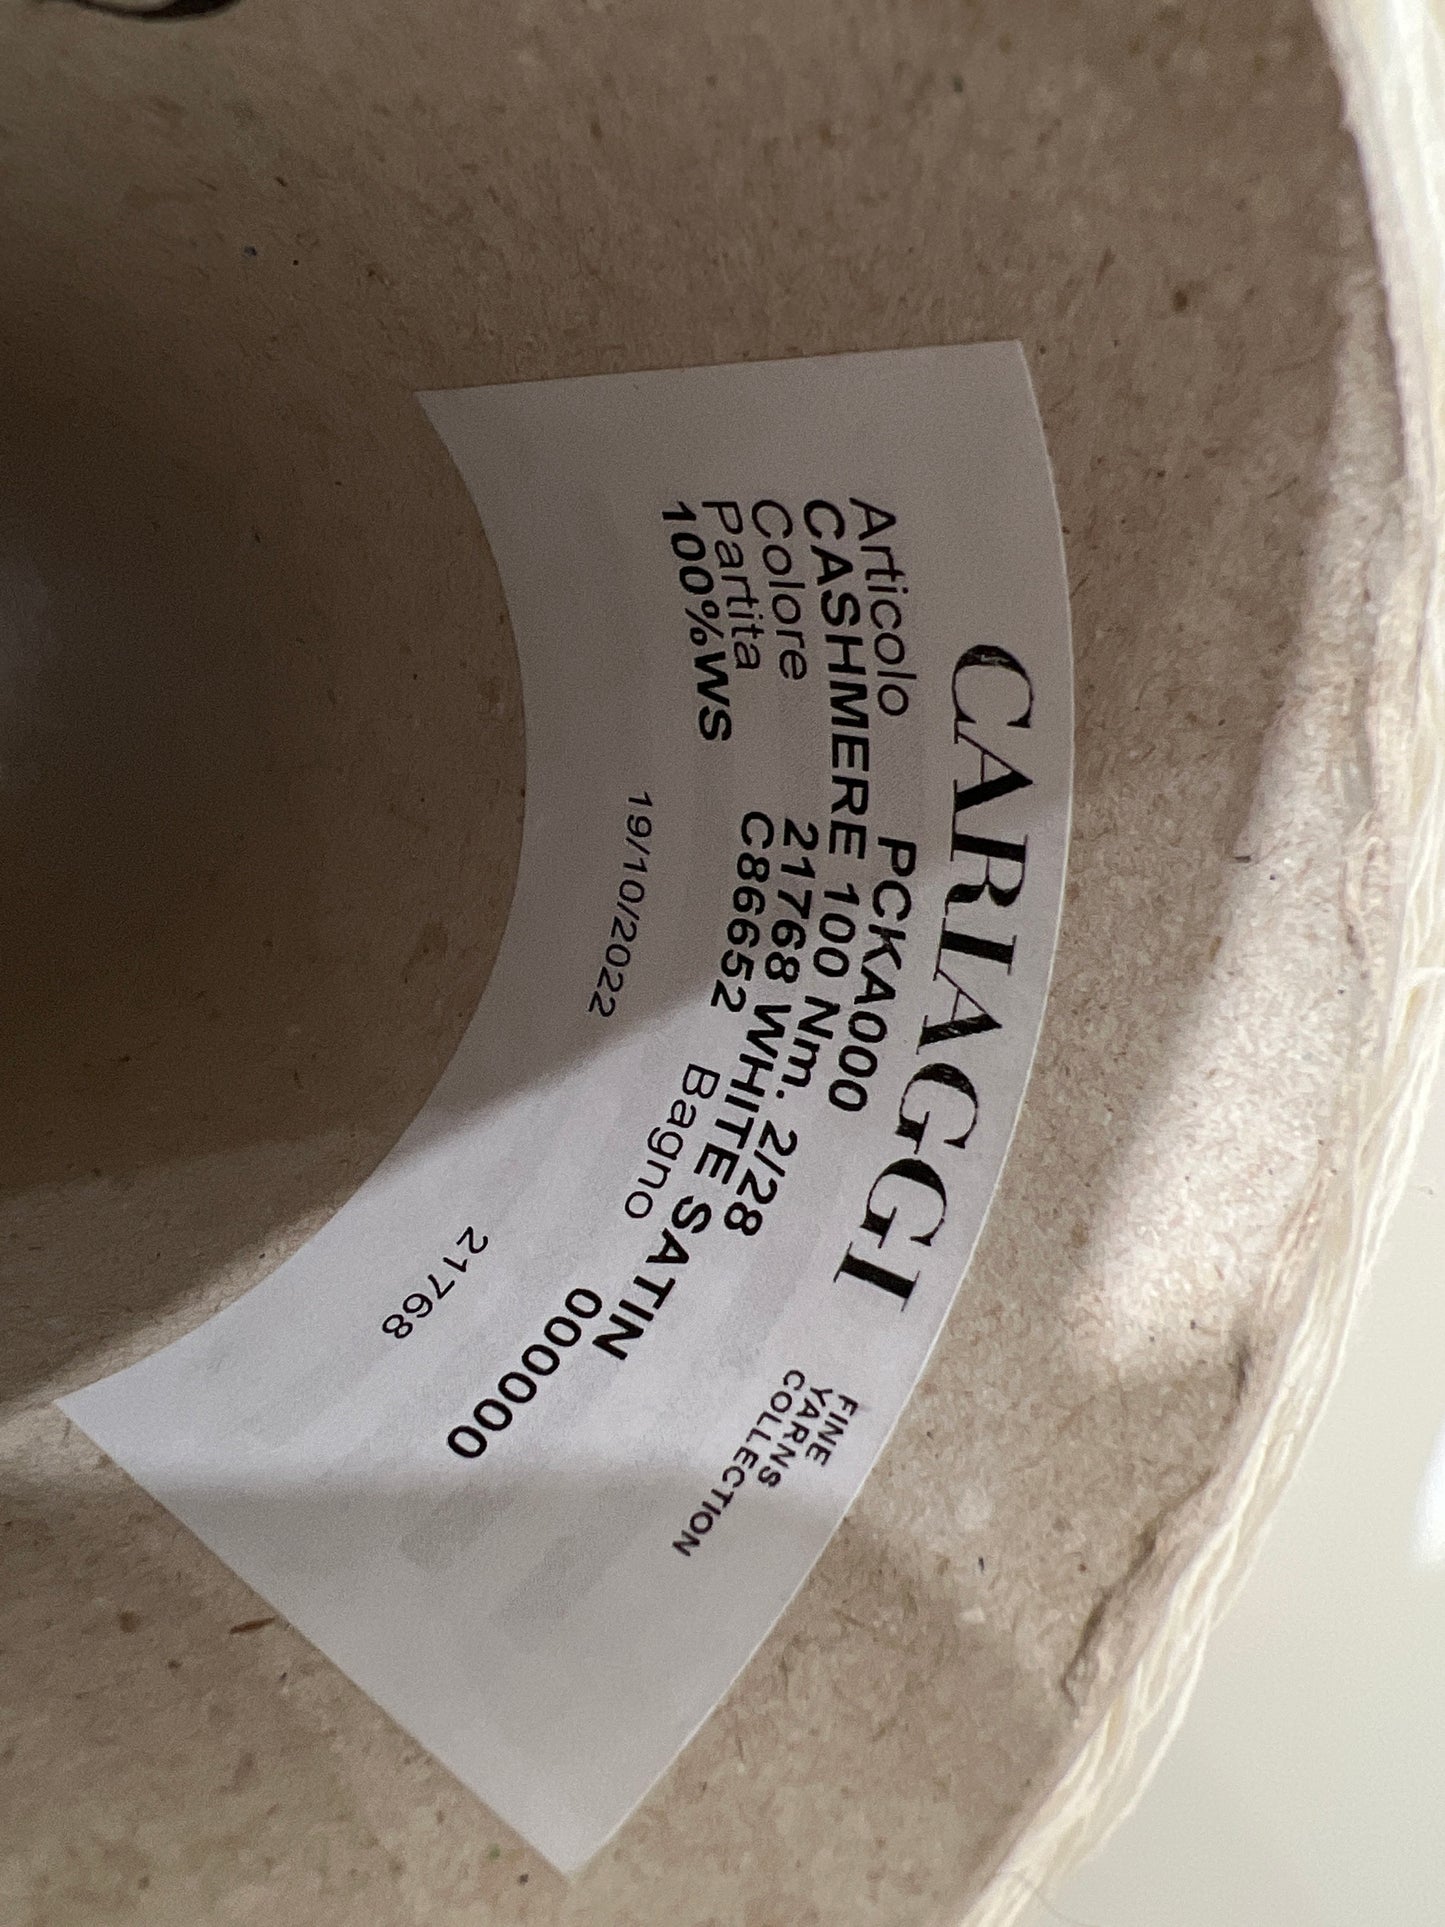 CARIAGGI
FINE
YARNS
COLLECTION
Articolo PCKA000
CASHMERE 100 Nm. 2/28
Colore 21768 WHITE SATIN
Partita C86652 Bagno 0000000
100%WS
19/10/2022 21768